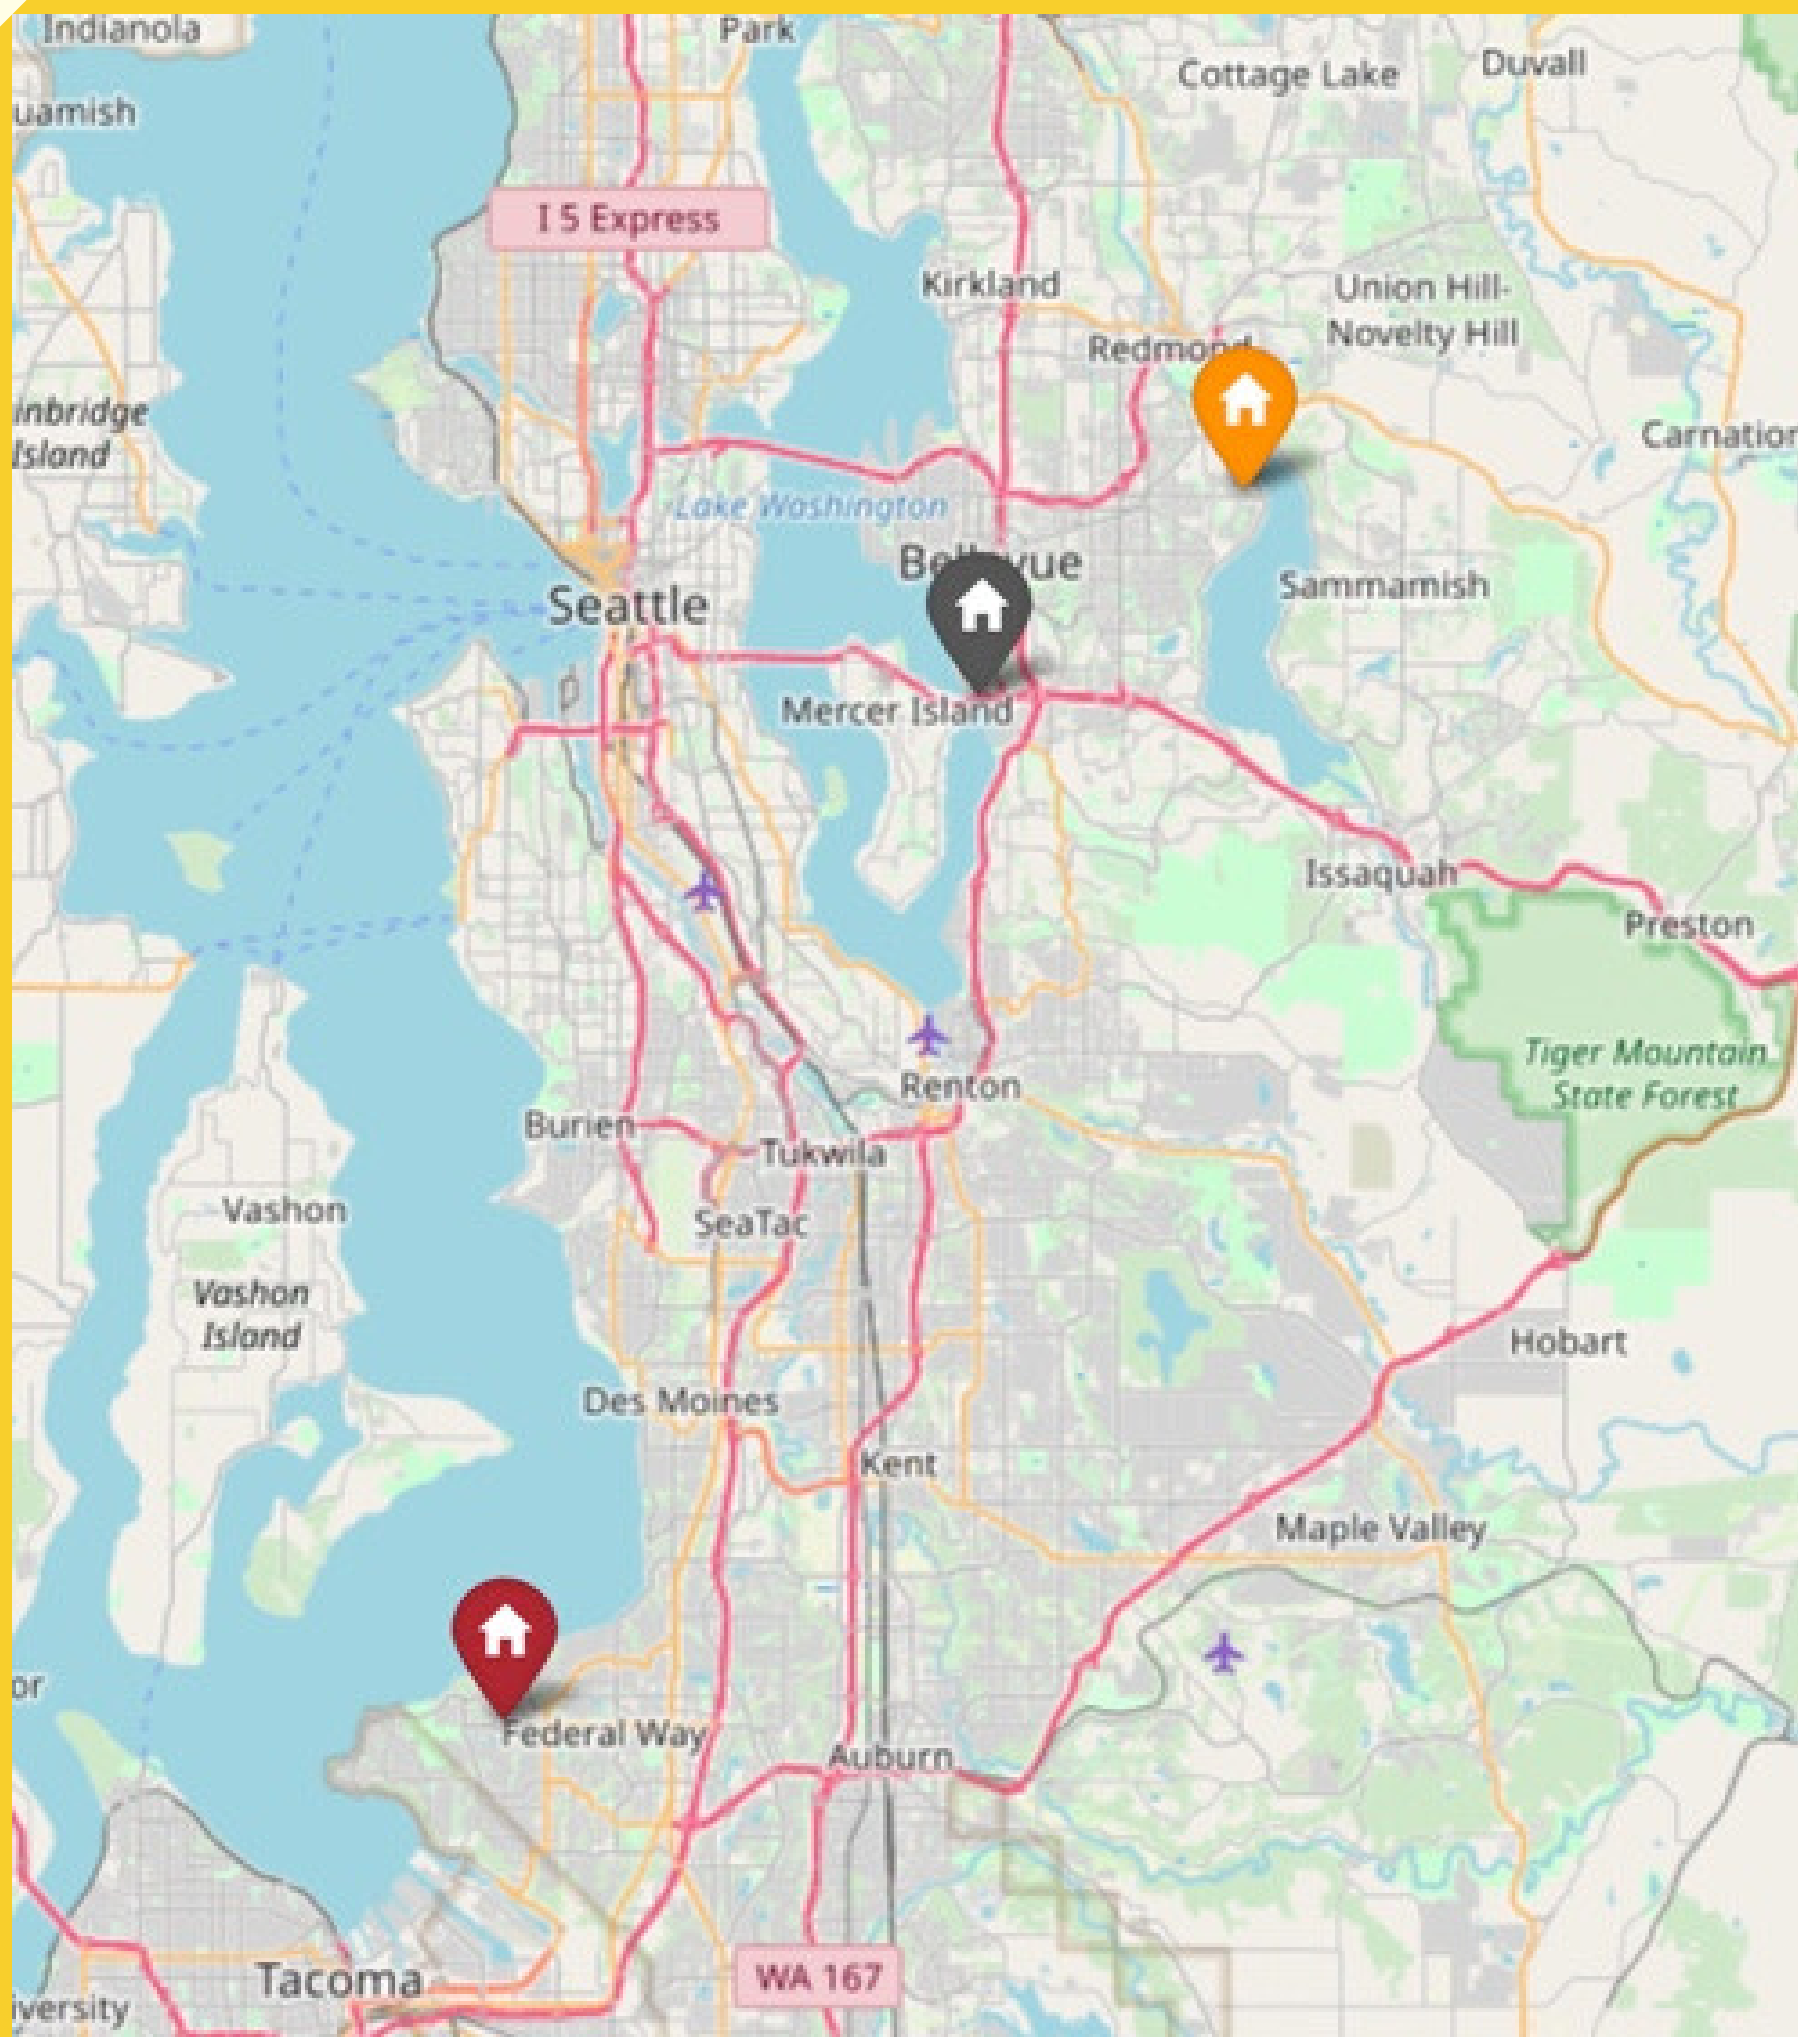 Indianola
Park
Duvall
Cottage Lake
uamish
I 5 Express
Kirkland
Union Hill-
Novelty Hill
Redmond
inbridge
Island
Carnation
Lake Washington
Bellevue
Sammamish
Seattle
Mercer Island
Issaquah
Preston
Tiger Mountain
State Forest
Renton
Burien
Tukwila
Vashon
SeaTac
Vashon
Island
Hobart
Des Moines
Kent
Maple Valley
or
Federal Way
Auburn
WA 167
Tacoma
iversity